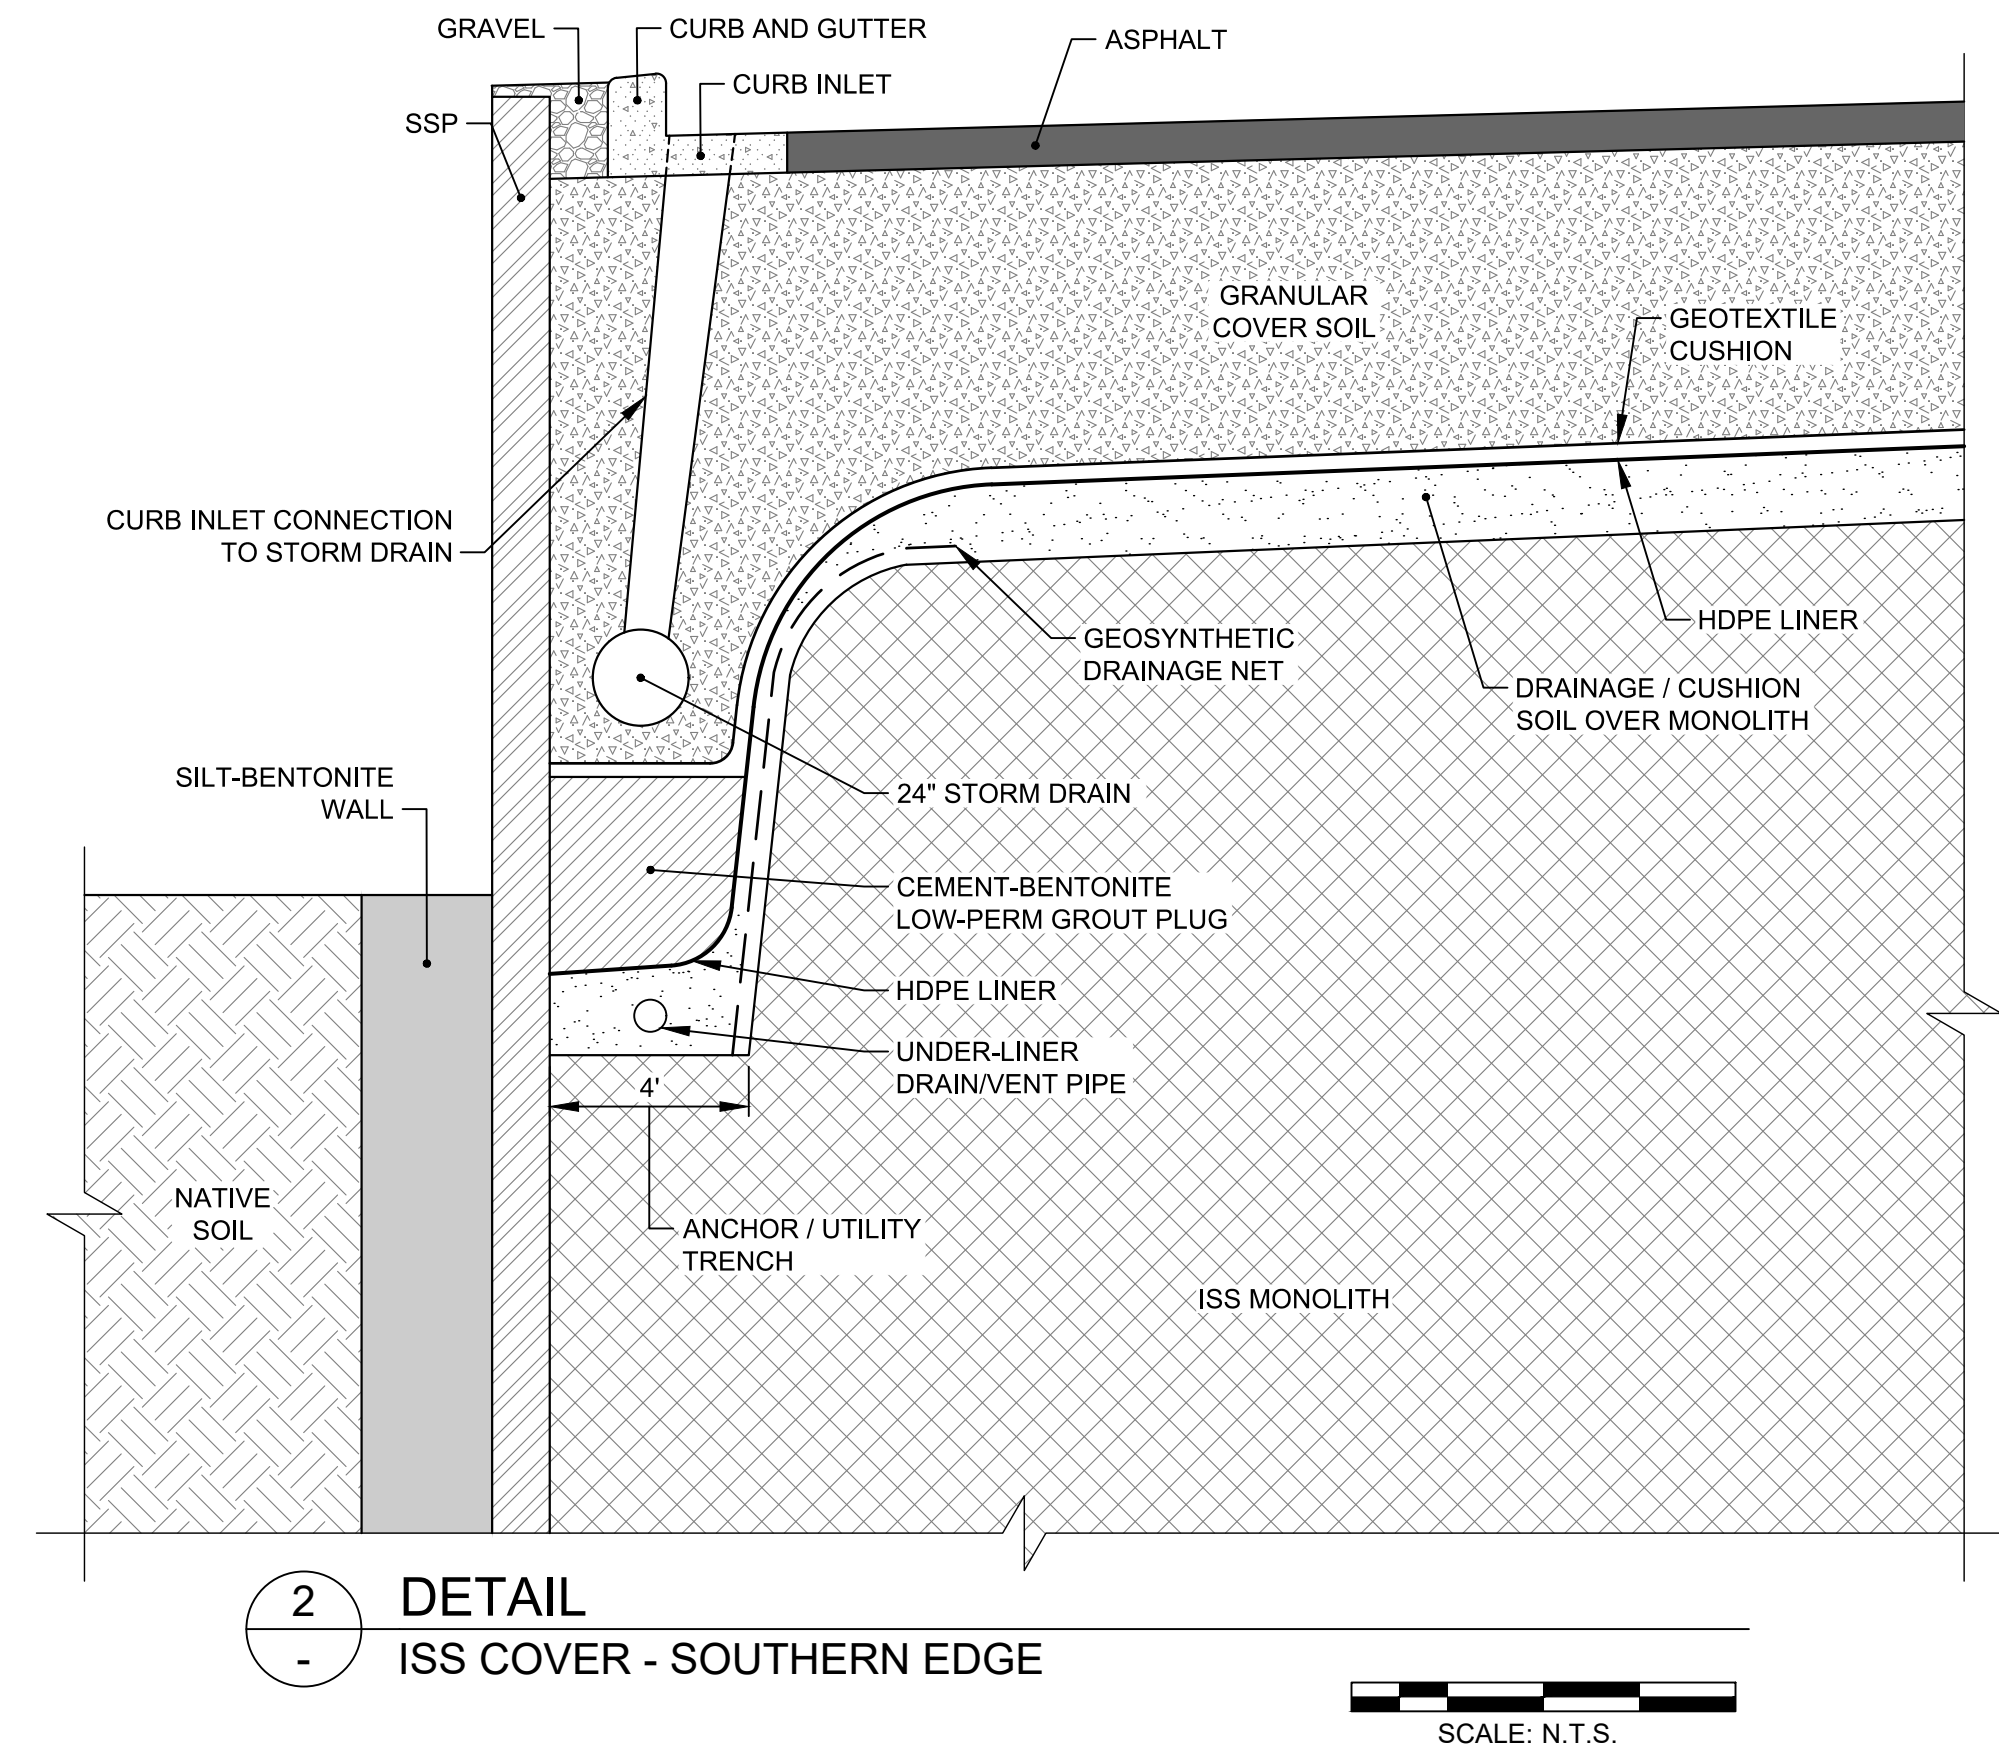 GRAVEL
CURB AND GUTTER
ASPHALT
CURB INLET
SSP
GRANULAR
COVER SOIL
GEOTEXTILE
CUSHION
CURB INLET CONNECTION
TO STORM DRAIN
HDPE LINER
GEOSYNTHETIC
DRAINAGE NET
DRAINAGE / CUSHION
SOIL OVER MONOLITH
SILT-BENTONITE
WALL
24" STORM DRAIN
CEMENT-BENTONITE
LOW-PERM GROUT PLUG
HDPE LINER
UNDER-LINER
DRAIN/VENT PIPE
4'
NATIVE
SOIL
ANCHOR / UTILITY
TRENCH
ISS MONOLITH
2
-
DETAIL
ISS COVER - SOUTHERN EDGE
SCALE: N.T.S.